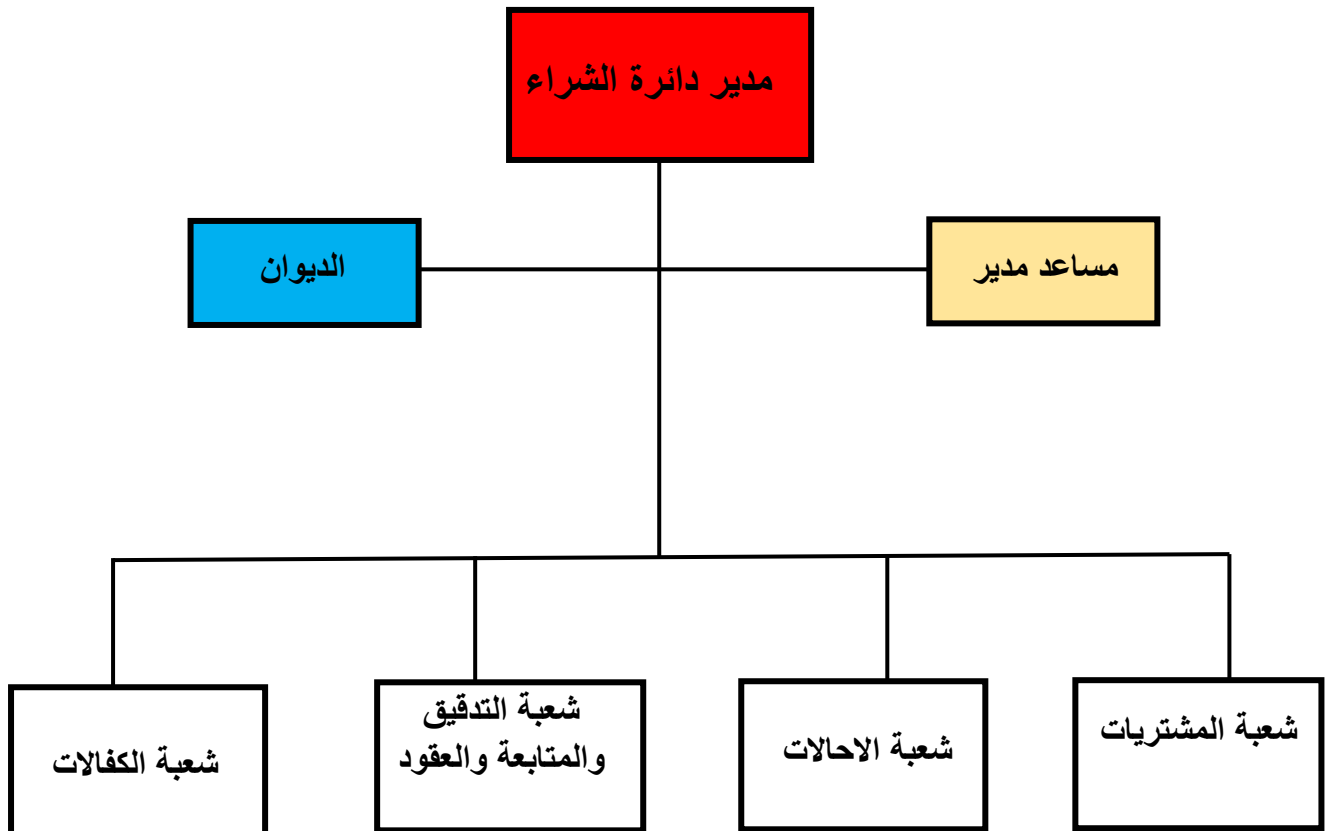 مدير دائرة الشراء
مساعد مدير
الديوان
شعبة المشتريات
شعبة الاحالات
شعبة التدقيق
والمتابعة والعقود
شعبة الكفالات